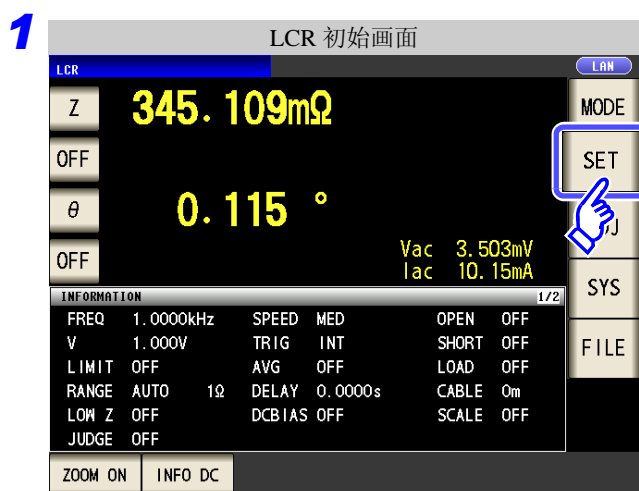 1
LCR 初始画面
LCR
LAN
Z 345.109mΩ
MODE
OFF
SET
θ 0.115 °
OFF
Vac 3.503mV
Iac 10.15mA
SYS
INFORMATION 1/2
FREQ 1.0000kHz SPEED MED OPEN OFF
V 1.000V TRIG INT SHORT OFF
FILE
LIMIT OFF AVG OFF LOAD OFF
RANGE AUTO 1Ω DELAY 0.0000s CABLE 0m
LOW Z OFF DCBIAS OFF SCALE OFF
JUDGE OFF
ZOOM ON INFO DC